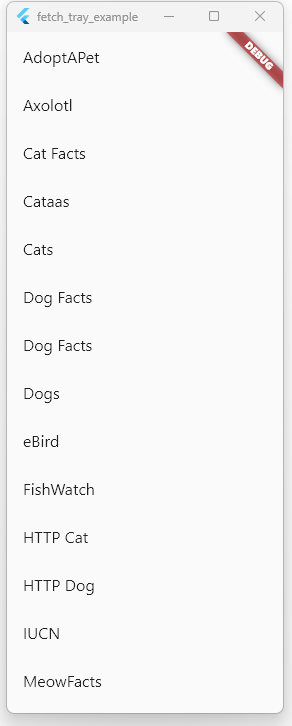 fetch_tray_example
DEBUG
AdoptAPet
Axolotl
Cat Facts
Cataas
Cats
Dog Facts
Dog Facts
Dogs
eBird
FishWatch
HTTP Cat
HTTP Dog
IUCN
MeowFacts